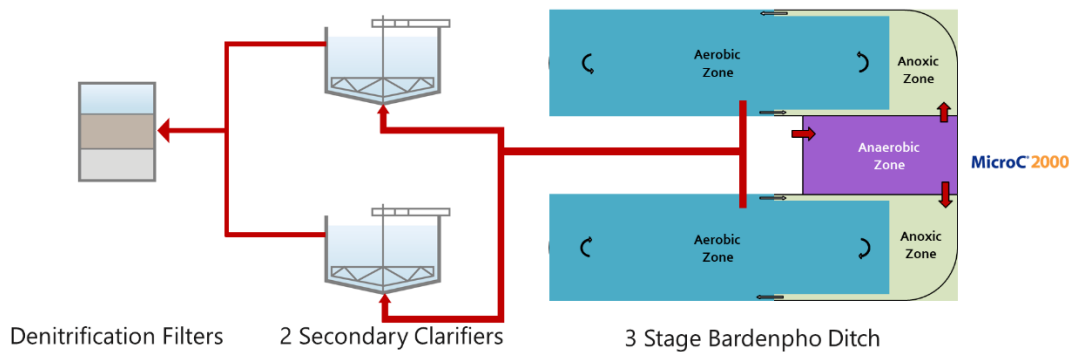 Aerobic
Zone
Anoxic
Zone
Anaerobic
Zone
MicroC® 2000
Aerobic
Zone
Anoxic
Zone
Denitrification Filters
2 Secondary Clarifiers
3 Stage Bardenpho Ditch